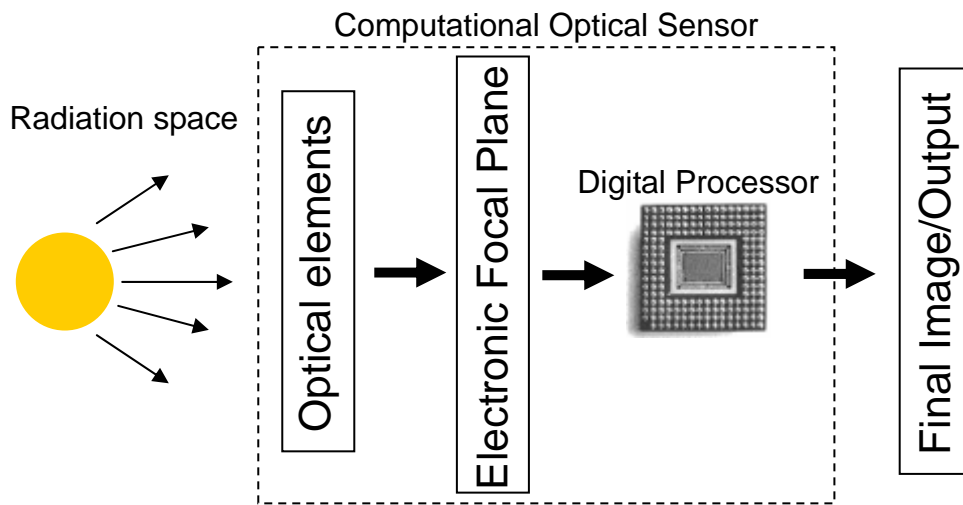 Computational Optical Sensor
Radiation space
Optical elements
Electronic Focal Plane
Digital Processor
Final Image/Output